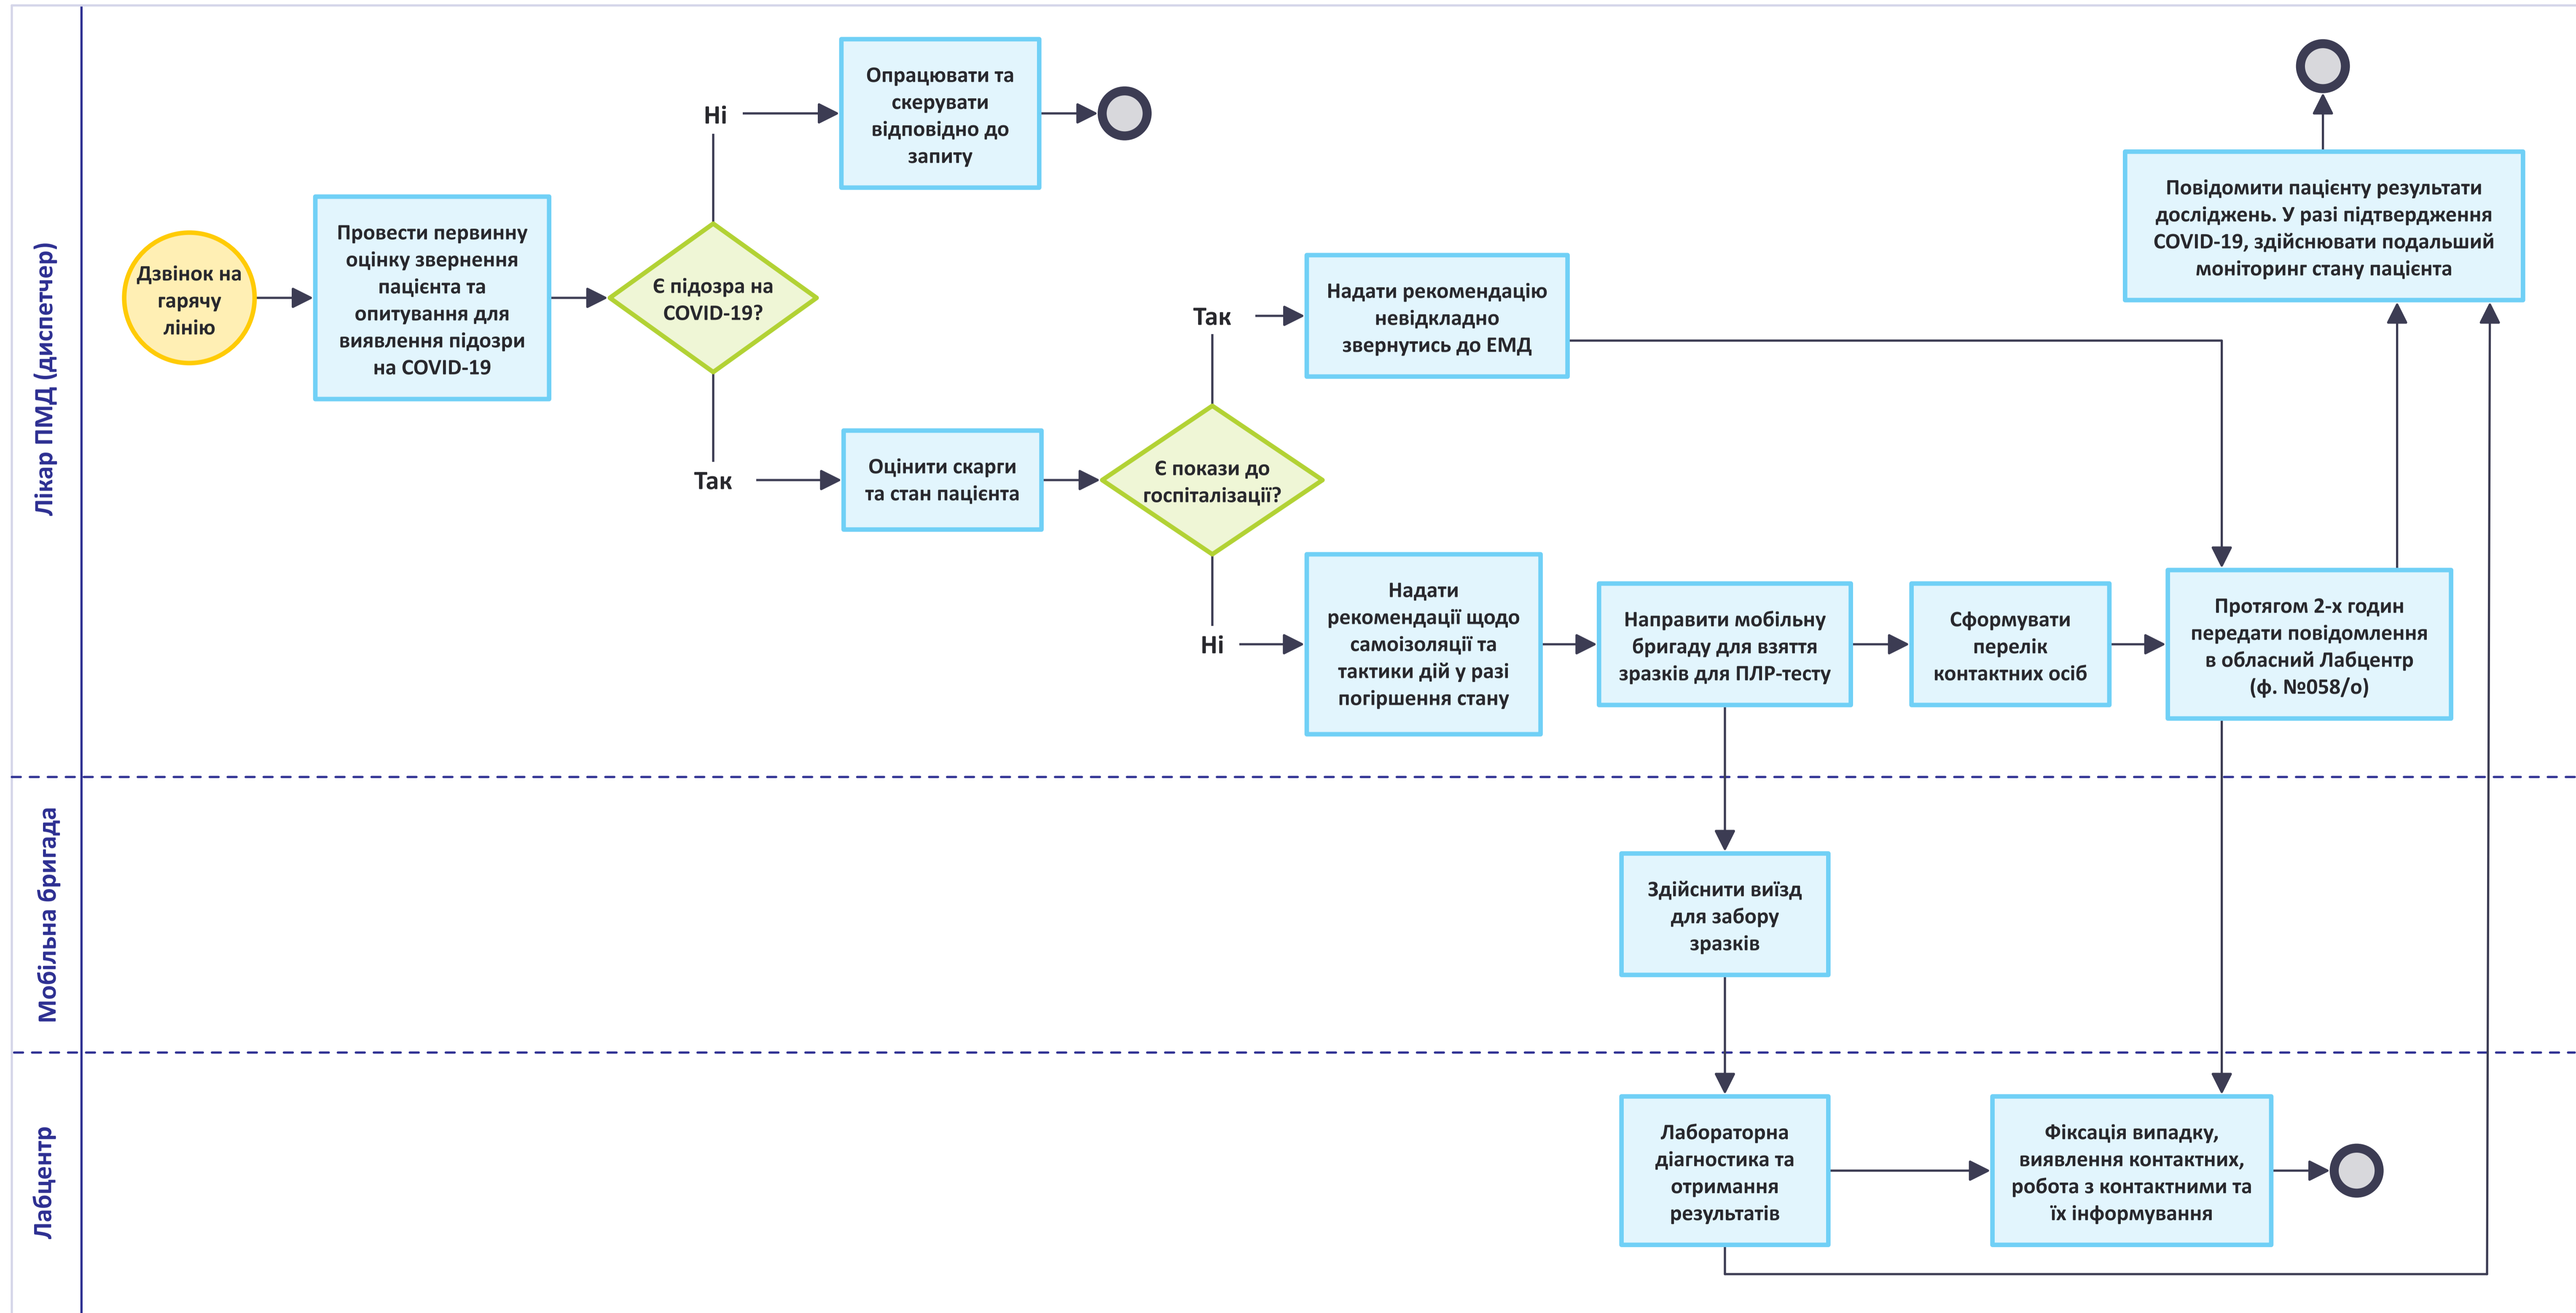 Лікар ПМД (диспетчер)
Дзвінок на
гарячу
лінію
Провести первинну
оцінку звернення
пацієнта та
опитування для
виявлення підозри
на COVID-19
Є підозра на
COVID-19?
Ні
Опрацювати та
скерувати
відповідно до
запиту
Так
Оцінити скарги
та стан пацієнта
Є покази до
госпіталізації?
Так
Надати рекомендацію
невідкладно
звернутись до ЕМД
Ні
Надати
рекомендації щодо
самоізоляції та
тактики дій у разі
погіршення стану
Направити мобільну
бригаду для взяття
зразків для ПЛР-тесту
Сформувати
перелік
контактних осіб
Протягом 2-х годин
передати повідомлення
в обласний Лабцентр
(ф. №058/о)
Повідомити пацієнту результати
досліджень. У разі підтвердження
COVID-19, здійснювати подальший
моніторинг стану пацієнта
Мобільна бригада
Здійснити виїзд
для забору
зразків
Лабцентр
Лабораторна
діагностика та
отримання
результатів
Фіксація випадку,
виявлення контактних,
робота з контактними та
їх інформування